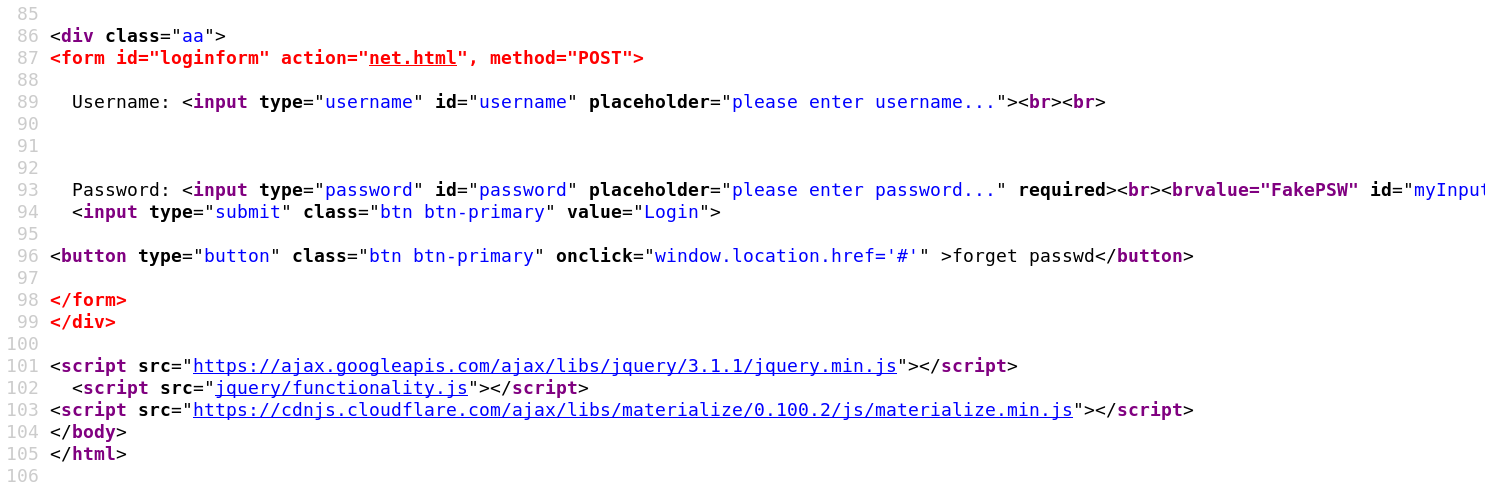 85
86 <div class="aa">
87 <form id="loginform" action="net.html", method="POST">
88
89   Username: <input type="username" id="username" placeholder="please enter username..."><br><br>
90
91
92
93   Password: <input type="password" id="password" placeholder="please enter password..." required><br><brvalue="FakePSW" id="myInput
94   <input type="submit" class="btn btn-primary" value="Login">
95
96 <button type="button" class="btn btn-primary" onclick="window.location.href='#'" >forget passwd</button>
97
98 </form>
99 </div>
100
101 <script src="https://ajax.googleapis.com/ajax/libs/jquery/3.1.1/jquery.min.js"></script>
102   <script src="jquery/functionality.js"></script>
103 <script src="https://cdnjs.cloudflare.com/ajax/libs/materialize/0.100.2/js/materialize.min.js"></script>
104 </body>
105 </html>
106